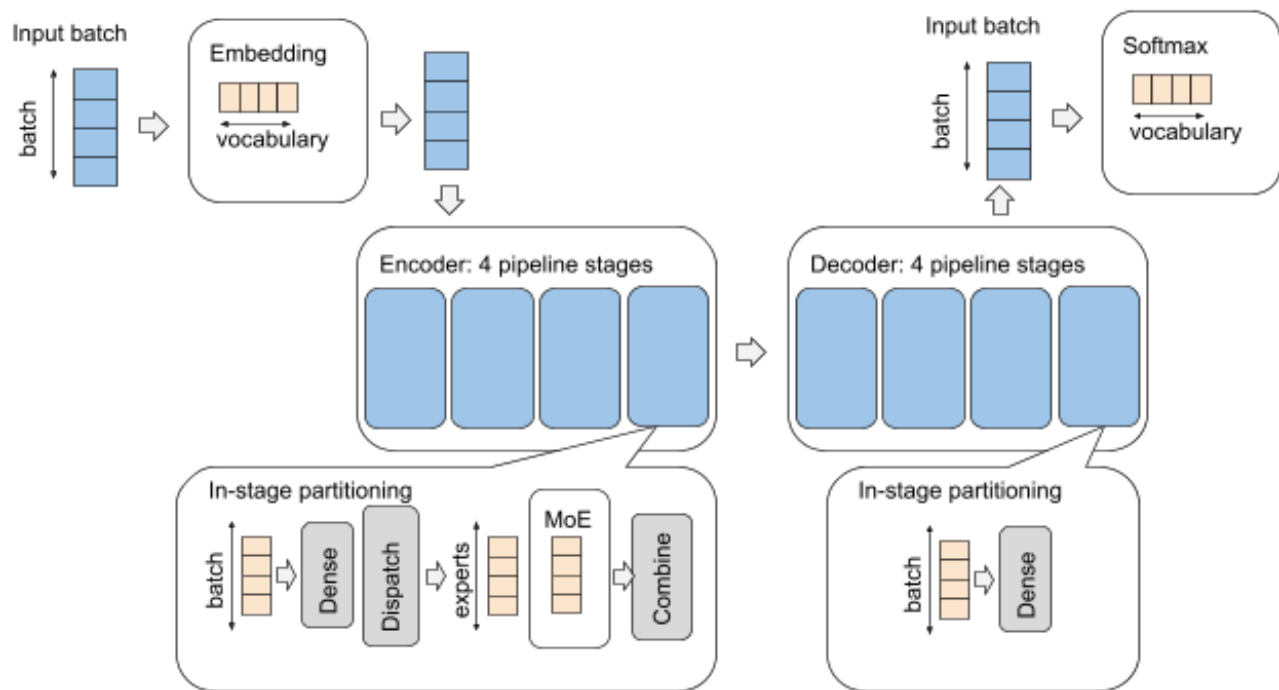 Input batch
batch
Embedding
vocabulary
Input batch
batch
Softmax
vocabulary
Encoder: 4 pipeline stages
Decoder: 4 pipeline stages
In-stage partitioning
batch
Dense
Dispatch
experts
MoE
Combine
In-stage partitioning
batch
Dense